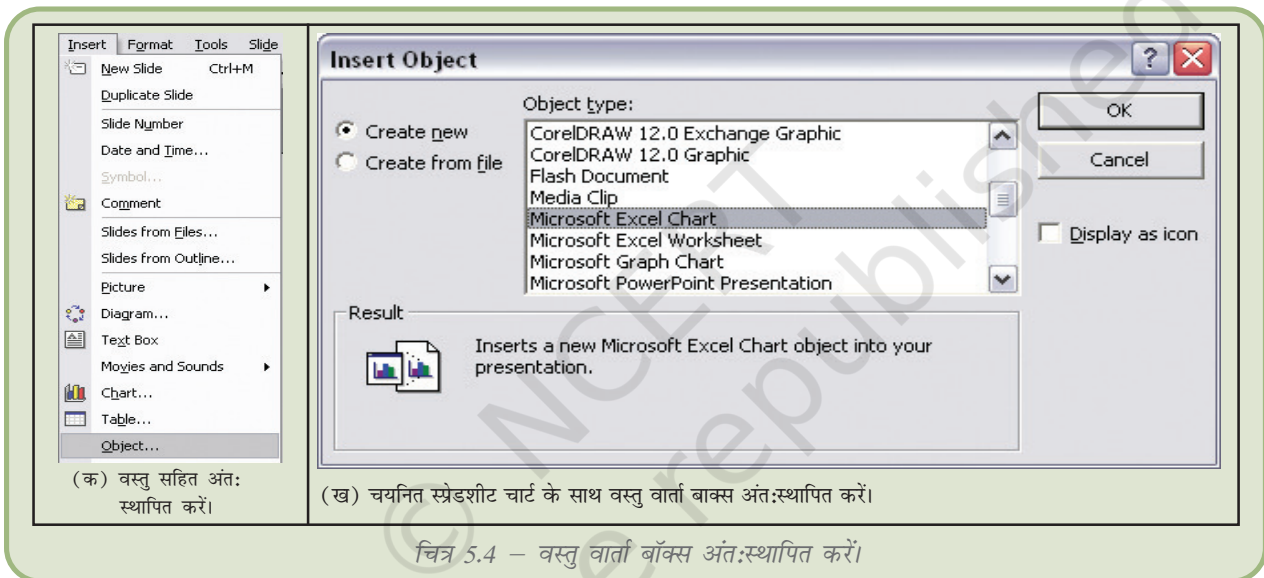 Insert Format Tools Slide
New Slide Ctrl+M
Duplicate Slide
Slide Number
Date and Time...
Symbol...
Comment
Slides from Files...
Slides from Outline...
Picture
Diagram...
Text Box
Movies and Sounds
Chart...
Table...
Object...
(क) वस्तु सहित अंत:
स्थापित करें।
Insert Object
Object type:
Create new
Create from file
CorelDRAW 12.0 Exchange Graphic
CorelDRAW 12.0 Graphic
Flash Document
Media Clip
Microsoft Excel Chart
Microsoft Excel Worksheet
Microsoft Graph Chart
Microsoft PowerPoint Presentation
OK
Cancel
Display as icon
Result
Inserts a new Microsoft Excel Chart object into your
presentation.
(ख) चयनित स्प्रेडशीट चार्ट के साथ वस्तु वार्ता बाक्स अंत:स्थापित करें।
चित्र 5.4 – वस्तु वार्ता बॉक्स अंत:स्थापित करें।
© NCERT
be republished